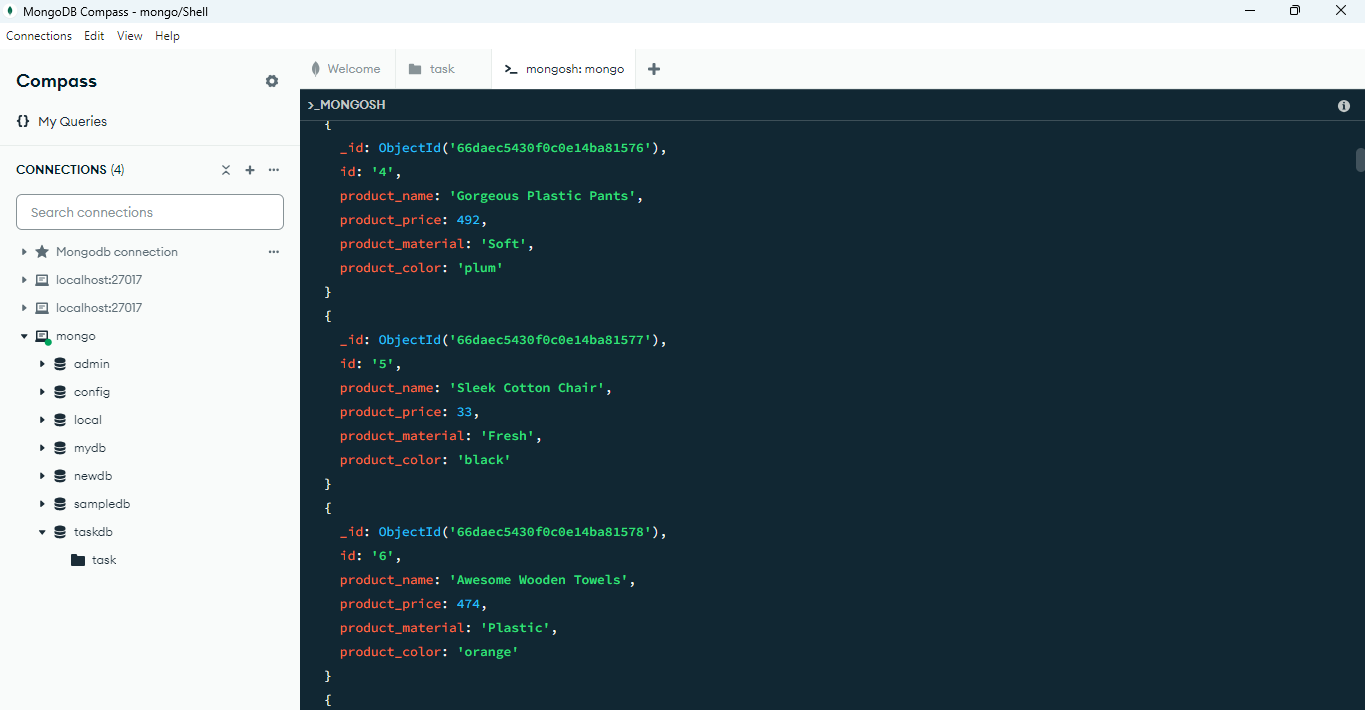 MongoDB Compass - mongo/Shell
Connections Edit View Help
Compass
{} My Queries
CONNECTIONS (4)
Search connections
Mongodb connection
localhost:27017
localhost:27017
mongo
admin
config
local
mydb
newdb
sampledb
taskdb
task
Welcome
task
>_ mongosh: mongo
>_MONGOSH
{
_id: ObjectId('66daec5430f0c0e14ba81576'),
id: '4',
product_name: 'Gorgeous Plastic Pants',
product_price: 492,
product_material: 'Soft',
product_color: 'plum'
}
{
_id: ObjectId('66daec5430f0c0e14ba81577'),
id: '5',
product_name: 'Sleek Cotton Chair',
product_price: 33,
product_material: 'Fresh',
product_color: 'black'
}
{
_id: ObjectId('66daec5430f0c0e14ba81578'),
id: '6',
product_name: 'Awesome Wooden Towels',
product_price: 474,
product_material: 'Plastic',
product_color: 'orange'
}
{